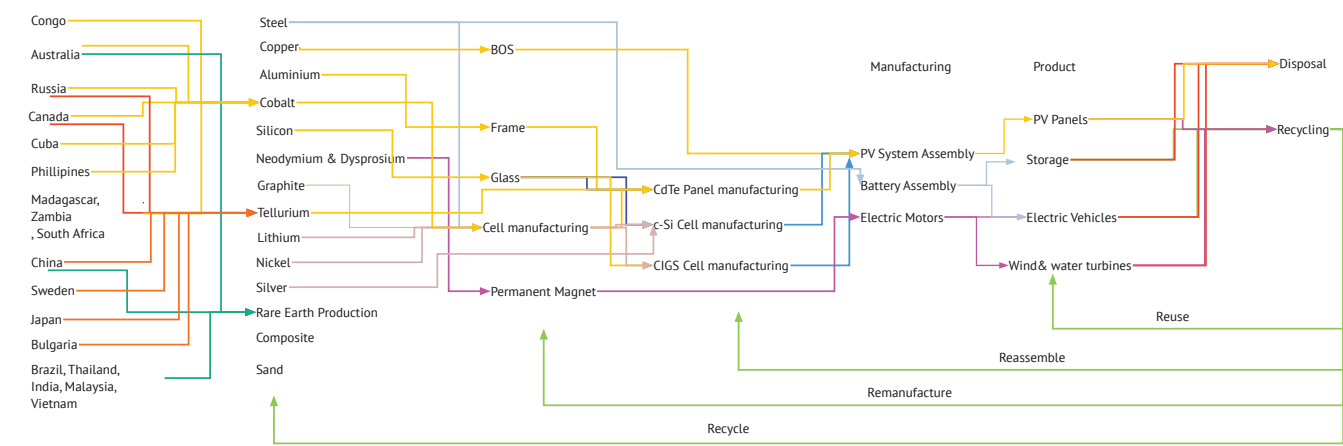 Congo
Australia
Russia
Canada
Cuba
Phillipines
Madagascar,
Zambia
, South Africa
China
Sweden
Japan
Bulgaria
Brazil, Thailand,
India, Malaysia,
Vietnam
Steel
Copper
Aluminium
Cobalt
Silicon
Neodymium & Dysprosium
Graphite
Tellurium
Lithium
Nickel
Silver
Rare Earth Production
Composite
Sand
BOS
Frame
Glass
Cell manufacturing
Permanent Magnet
CdTe Panel manufacturing
c-Si Cell manufacturing
CIGS Cell manufacturing
Manufacturing
PV System Assembly
Battery Assembly
Electric Motors
Product
PV Panels
Storage
Electric Vehicles
Wind& water turbines
Disposal
Recycling
Reuse
Reassemble
Remanufacture
Recycle